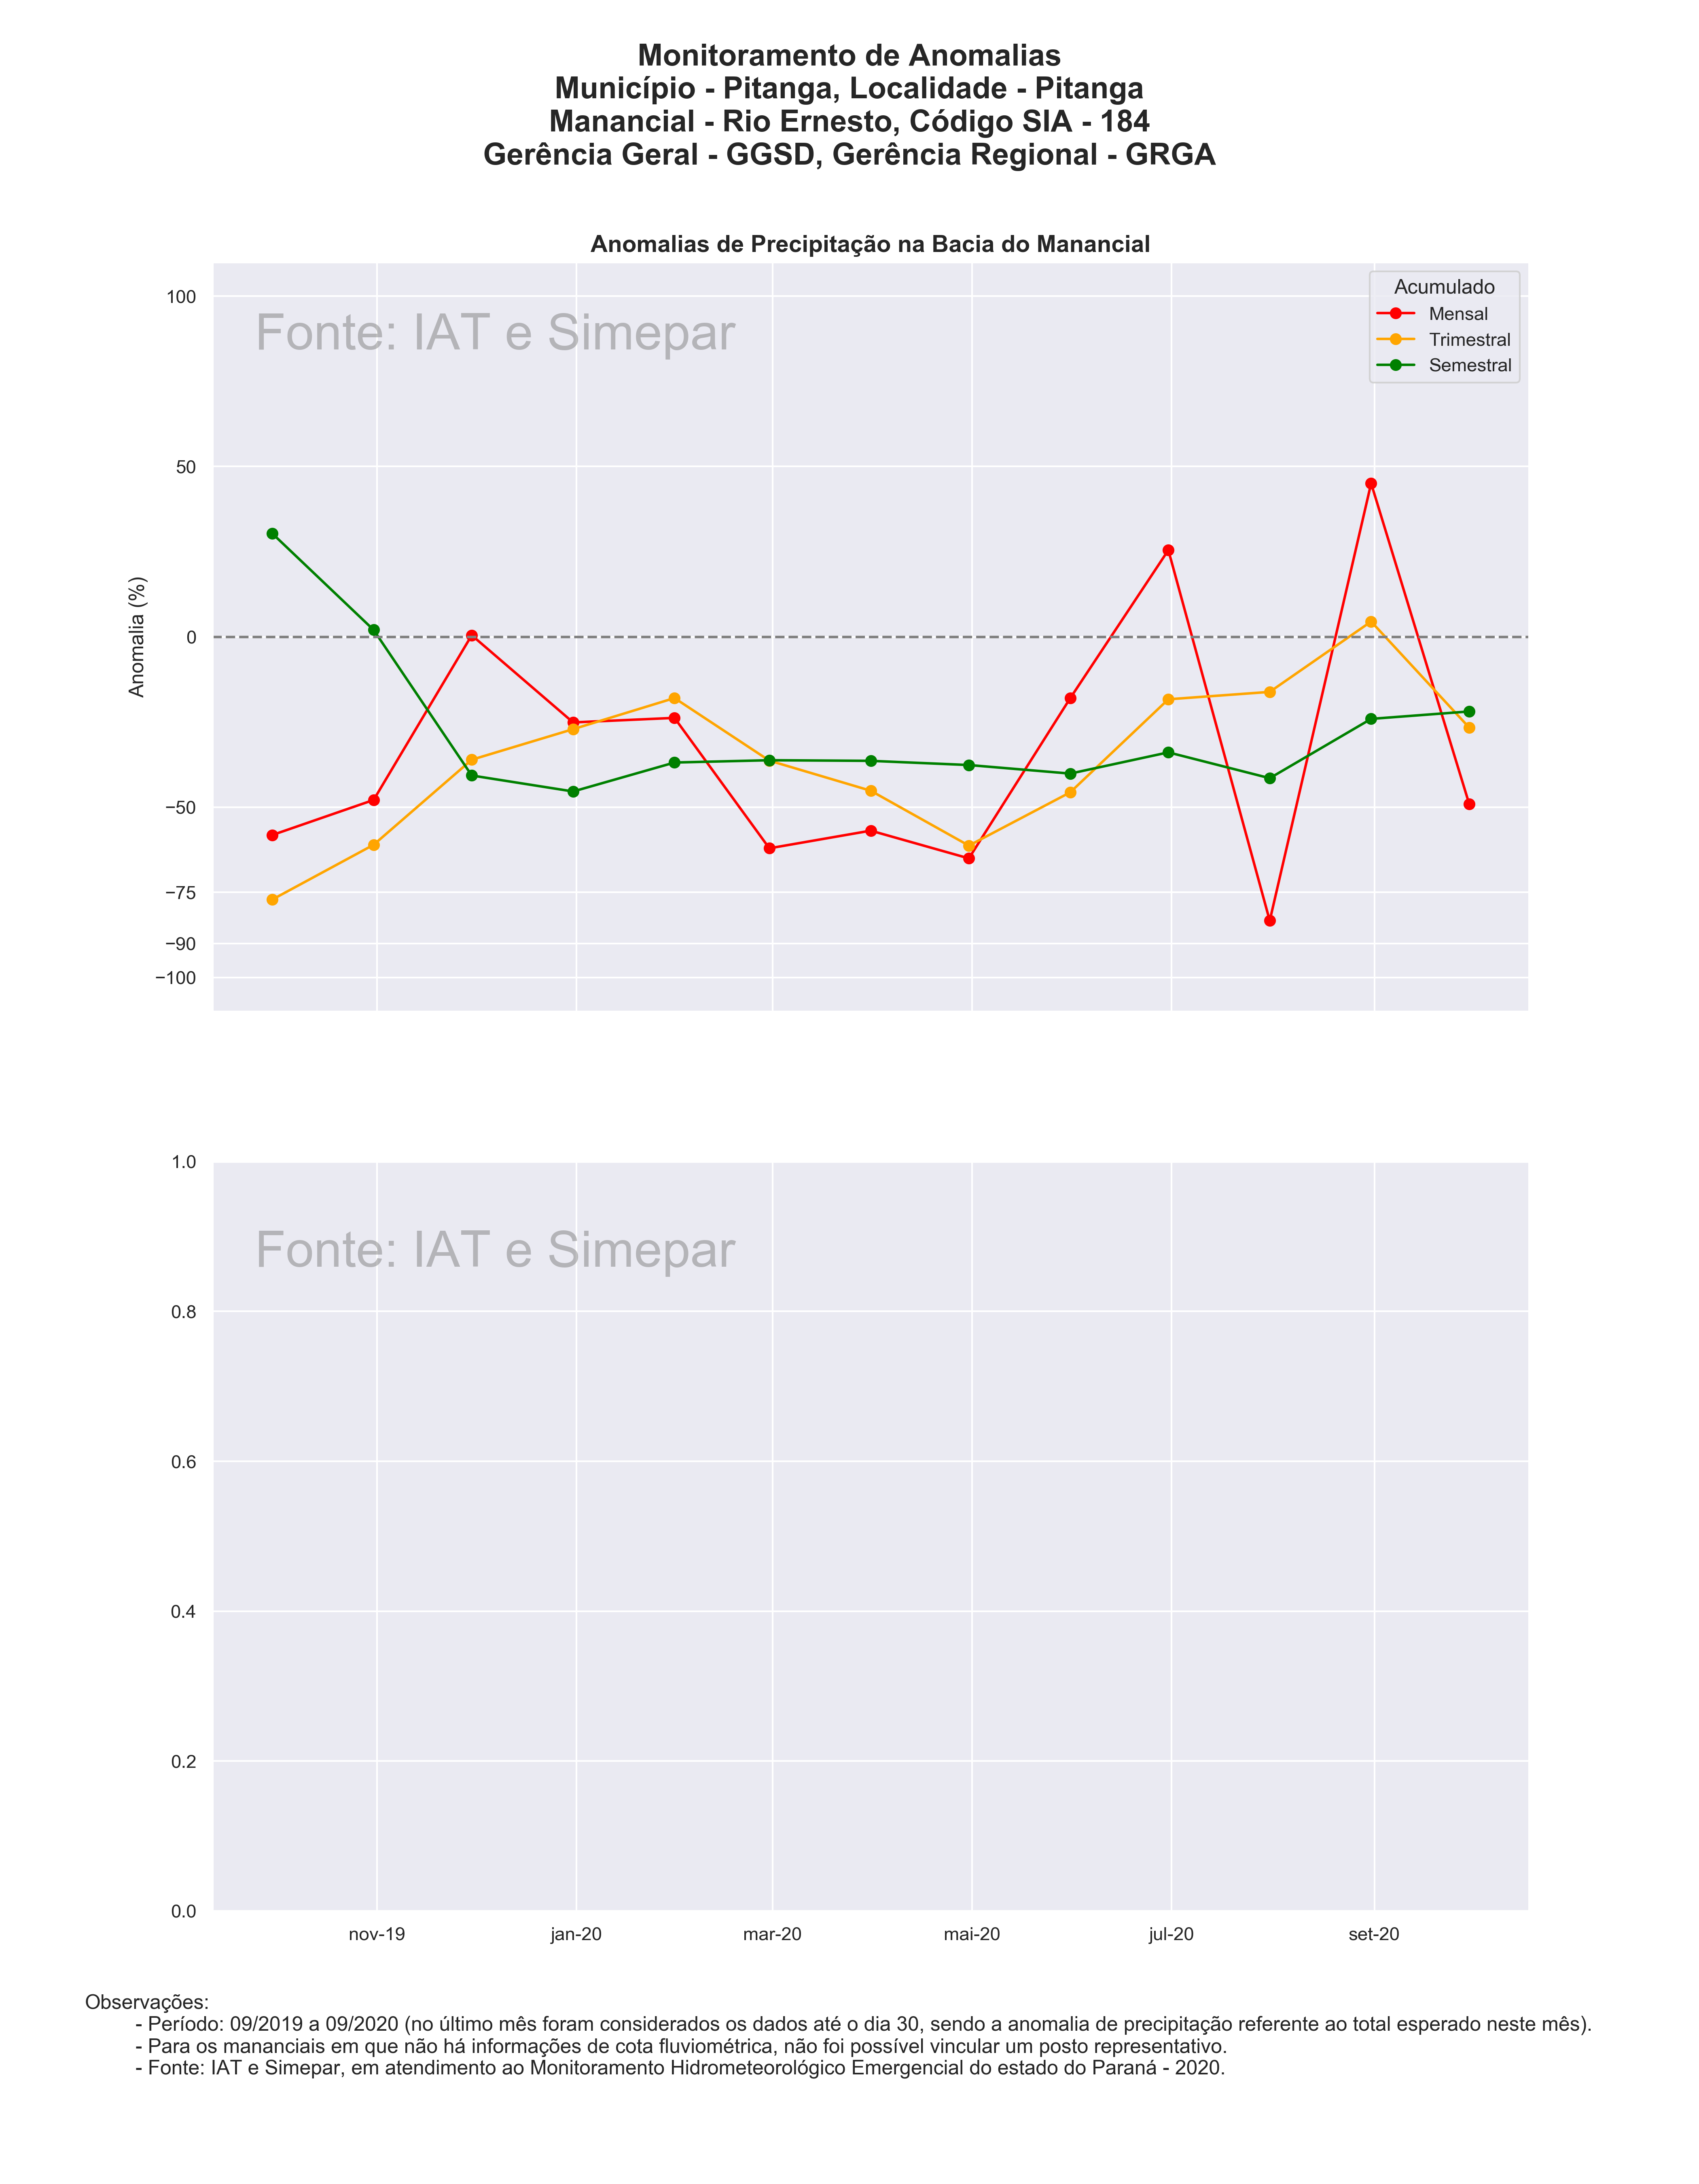 Monitoramento de Anomalias
Município - Pitanga, Localidade - Pitanga
Manancial - Rio Ernesto, Código SIA - 184
Gerência Geral - GGSD, Gerência Regional - GRGA
Anomalias de Precipitação na Bacia do Manancial
Fonte: IAT e Simepar
Acumulado
Mensal
Trimestral
Semestral
Anomalia (%)
100
50
0
−50
−75
−90
−100
Fonte: IAT e Simepar
1.0
0.8
0.6
0.4
0.2
0.0
nov-19 jan-20 mar-20 mai-20 jul-20 set-20
Observações:
- Período: 09/2019 a 09/2020 (no último mês foram considerados os dados até o dia 30, sendo a anomalia de precipitação referente ao total esperado neste mês).
- Para os mananciais em que não há informações de cota fluviométrica, não foi possível vincular um posto representativo.
- Fonte: IAT e Simepar, em atendimento ao Monitoramento Hidrometeorológico Emergencial do estado do Paraná - 2020.